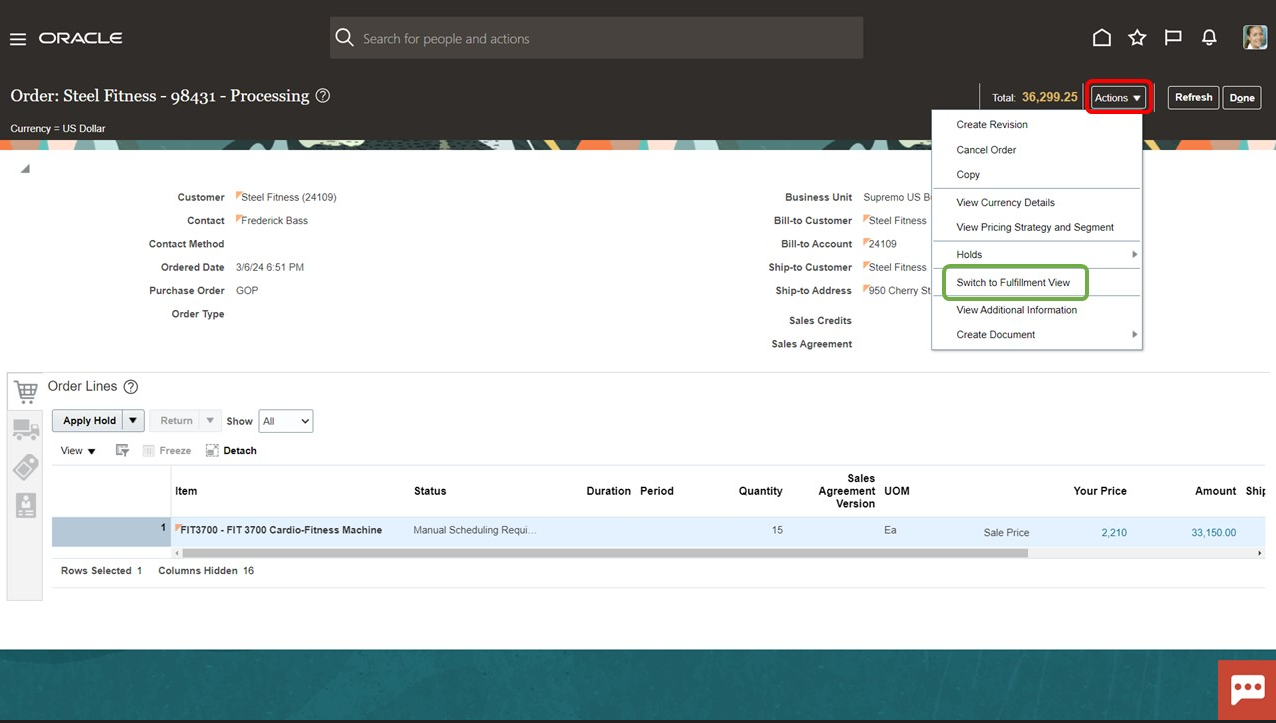 ORACLE
Search for people and actions
Order: Steel Fitness - 98431 - Processing
Total: 36,299.25
Actions
Refresh
Done
Currency = US Dollar
Create Revision
Cancel Order
Copy
View Currency Details
View Pricing Strategy and Segment
Holds
Switch to Fulfillment View
View Additional Information
Create Document
Customer Steel Fitness (24109)
Contact Frederick Bass
Contact Method
Ordered Date 3/6/24 6:51 PM
Purchase Order GOP
Order Type
Business Unit Supremo US B
Bill-to Customer Steel Fitness
Bill-to Account 24109
Ship-to Customer Steel Fitness
Ship-to Address 950 Cherry St
Sales Credits
Sales Agreement
Order Lines
Apply Hold Return Show All
View Freeze Detach
Item Status Duration Period Quantity Sales Agreement Version UOM Your Price Amount Ship
1 FIT3700 - FIT 3700 Cardio-Fitness Machine Manual Scheduling Requi... 15 Ea Sale Price 2,210 33,150.00
Rows Selected 1 Columns Hidden 16